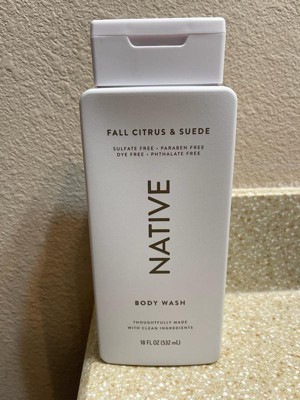 FALL CITRUS & SUEDE
SULFATE FREE • PARABEN FREE
DYE FREE • PHTHALATE FREE
NATIVE
BODY WASH
THOUGHTFULLY MADE
WITH CLEAN INGREDIENTS
18 FL OZ (532 mL)